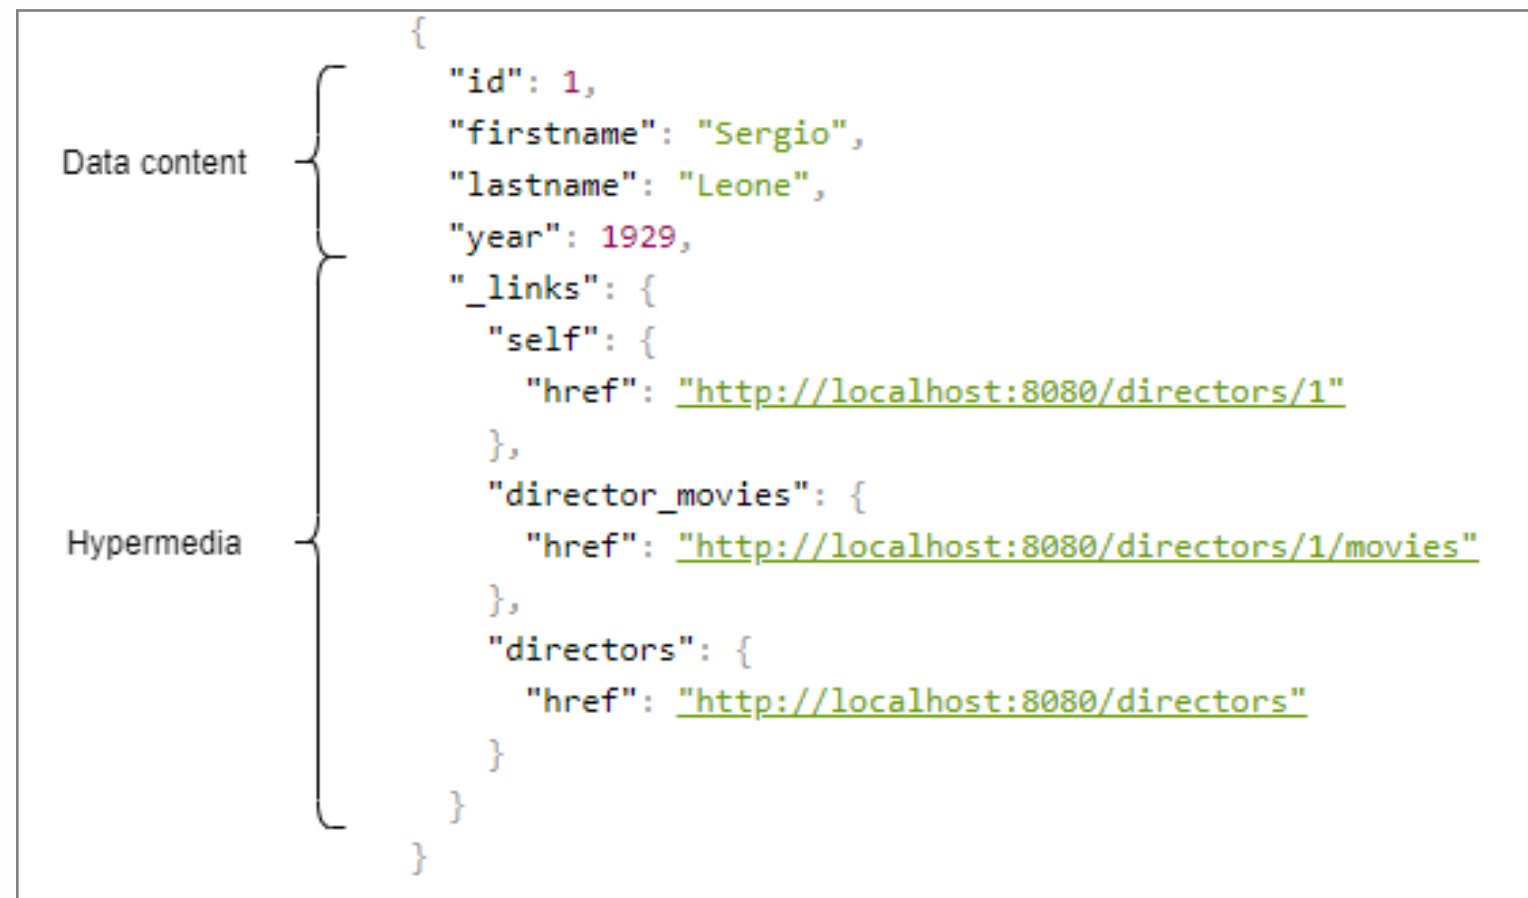 {
"id": 1,
"firstname": "Sergio",
Data content
"lastname": "Leone",
"year": 1929,
"_links": {
"self": {
"href": "http://localhost:8080/directors/1"
},
"director_movies": {
Hypermedia
"href": "http://localhost:8080/directors/1/movies"
},
"directors": {
"href": "http://localhost:8080/directors"
}
}
}